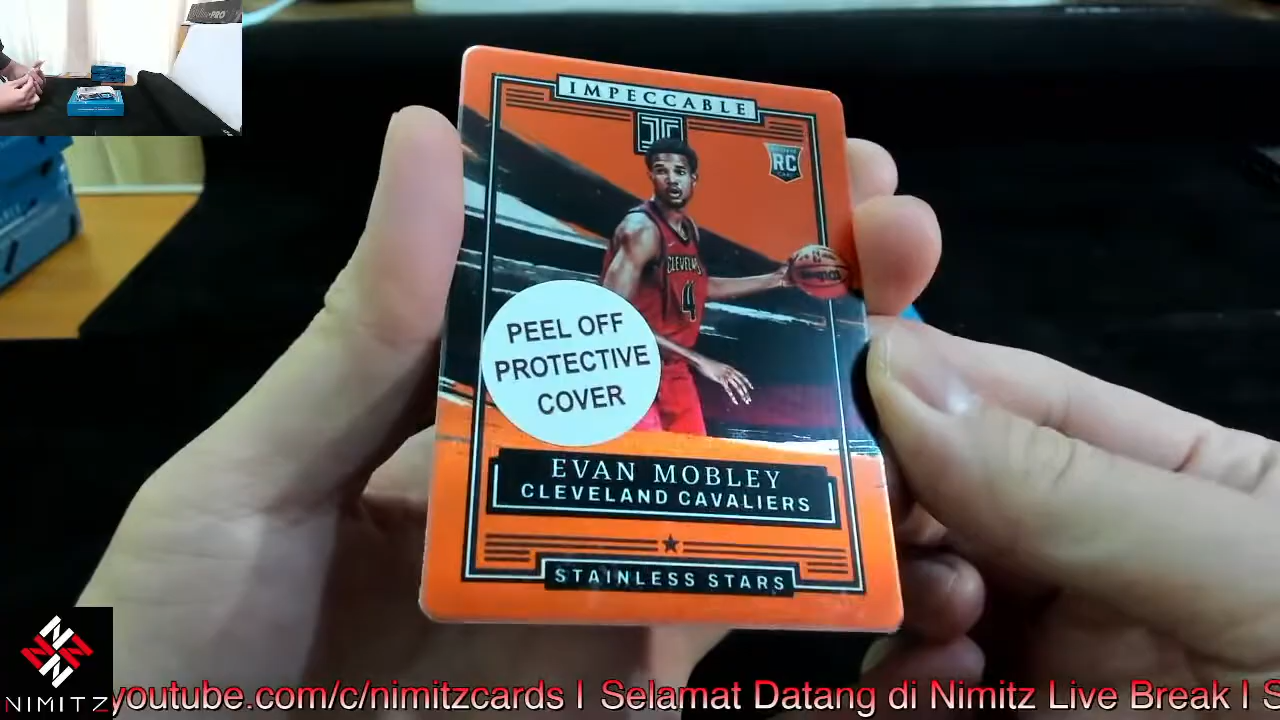 IMPECCABLE
RC
CLEVELAND
4
PEEL OFF
PROTECTIVE
COVER
EVAN MOBLEY
CLEVELAND CAVALIERS
STAINLESS STARS
NIMITZ
youtube.com/c/nimitzcards I Selamat Datang di Nimitz Live Break I S